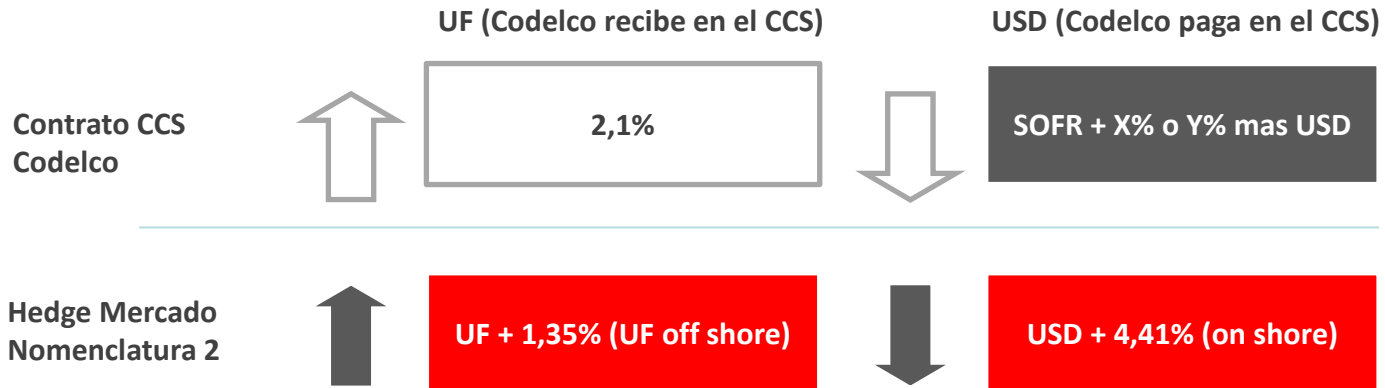 UF (Codelco recibe en el CCS)
USD (Codelco paga en el CCS)
Contrato CCS
Codelco
2,1%
SOFR + X% o Y% mas USD
Hedge Mercado
Nomenclatura 2
UF + 1,35% (UF off shore)
USD + 4,41% (on shore)